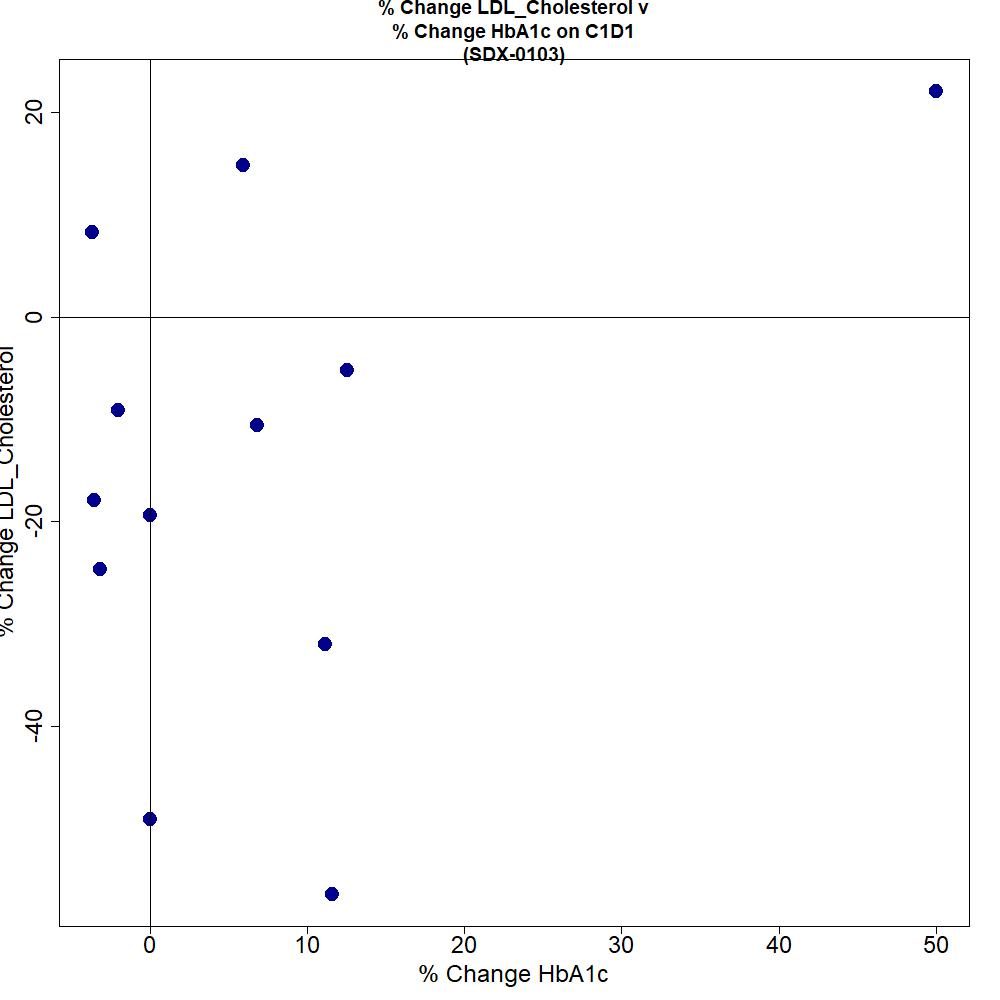 % Change LDL_Cholesterol v
% Change HbA1c on C1D1
(SDX-0103)
20
0
-20
-40
% Change LDL_Cholesterol
0
10
20
30
40
50
% Change HbA1c